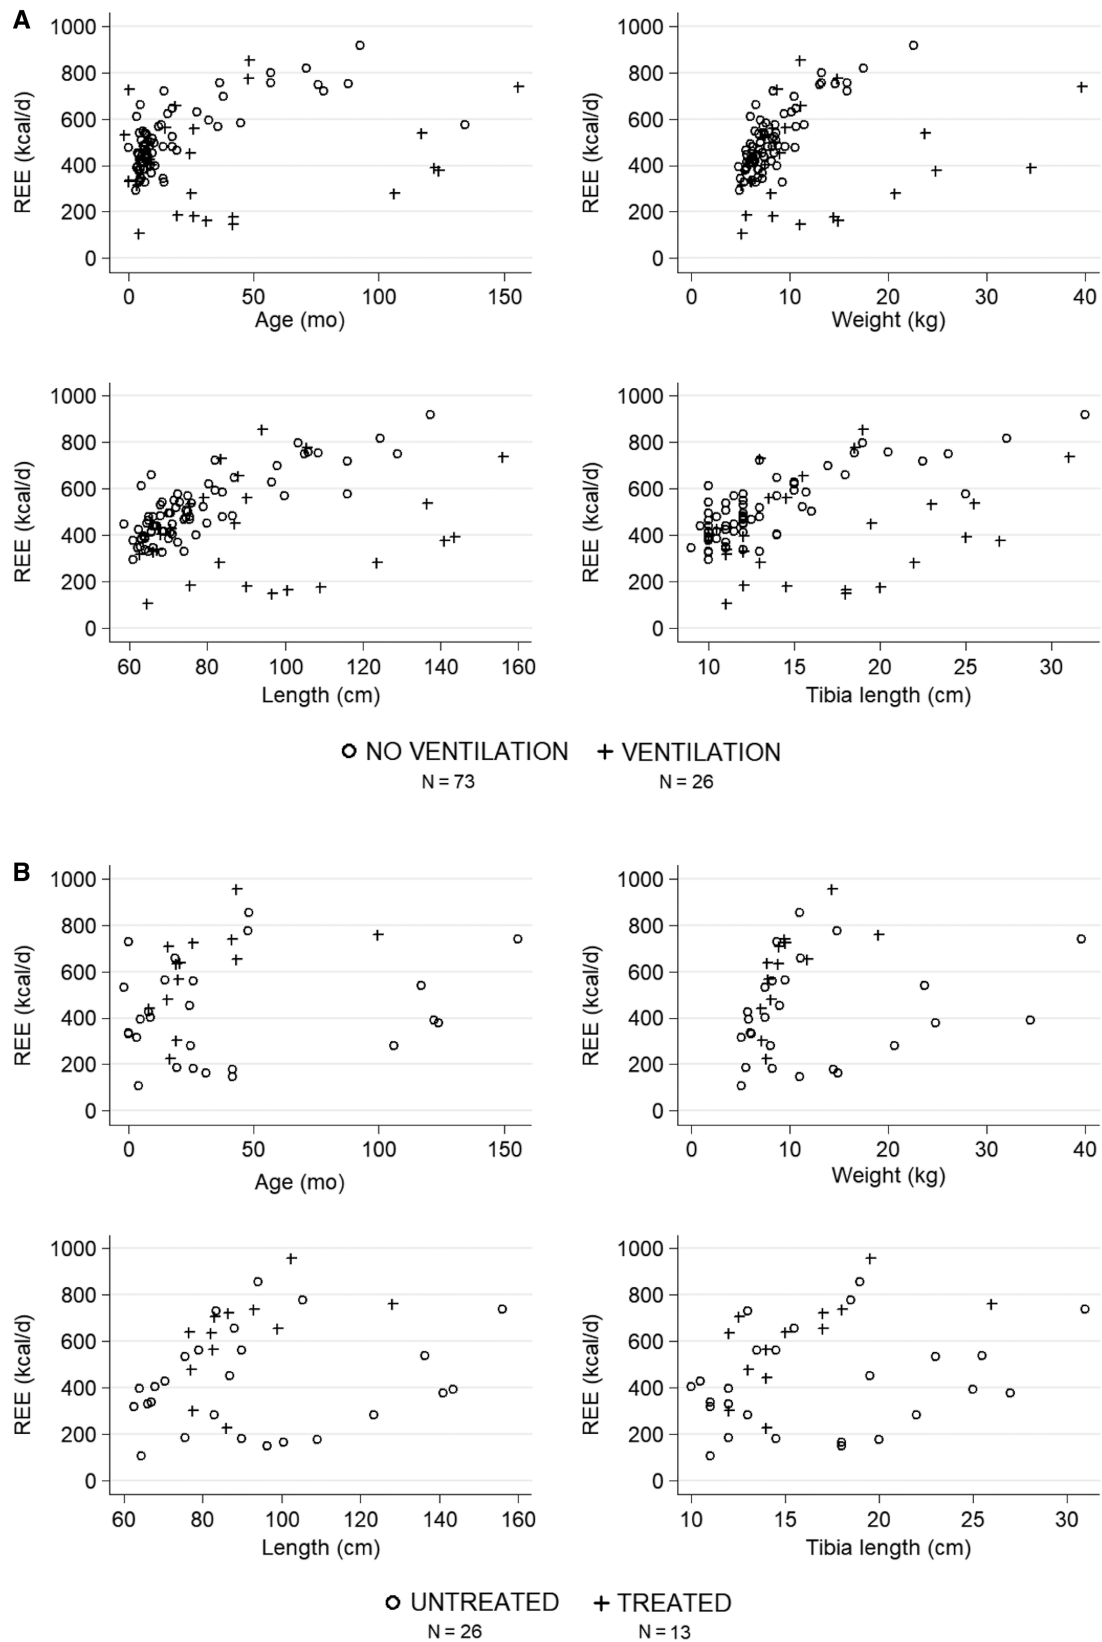 A
1000
800
600
400
200
0
REE (kcal/d)
0 50 100 150
Age (mo)
1000
800
600
400
200
0
REE (kcal/d)
0 10 20 30 40
Weight (kg)
1000
800
600
400
200
0
REE (kcal/d)
60 80 100 120 140 160
Length (cm)
1000
800
600
400
200
0
REE (kcal/d)
10 15 20 25 30
Tibia length (cm)
NO VENTILATION VENTILATION
N = 73 N = 26
B
1000
800
600
400
200
0
REE (kcal/d)
0 50 100 150
Age (mo)
1000
800
600
400
200
0
REE (kcal/d)
0 10 20 30 40
Weight (kg)
1000
800
600
400
200
0
REE (kcal/d)
60 80 100 120 140 160
Length (cm)
1000
800
600
400
200
0
REE (kcal/d)
10 15 20 25 30
Tibia length (cm)
UNTREATED TREATED
N = 26 N = 13